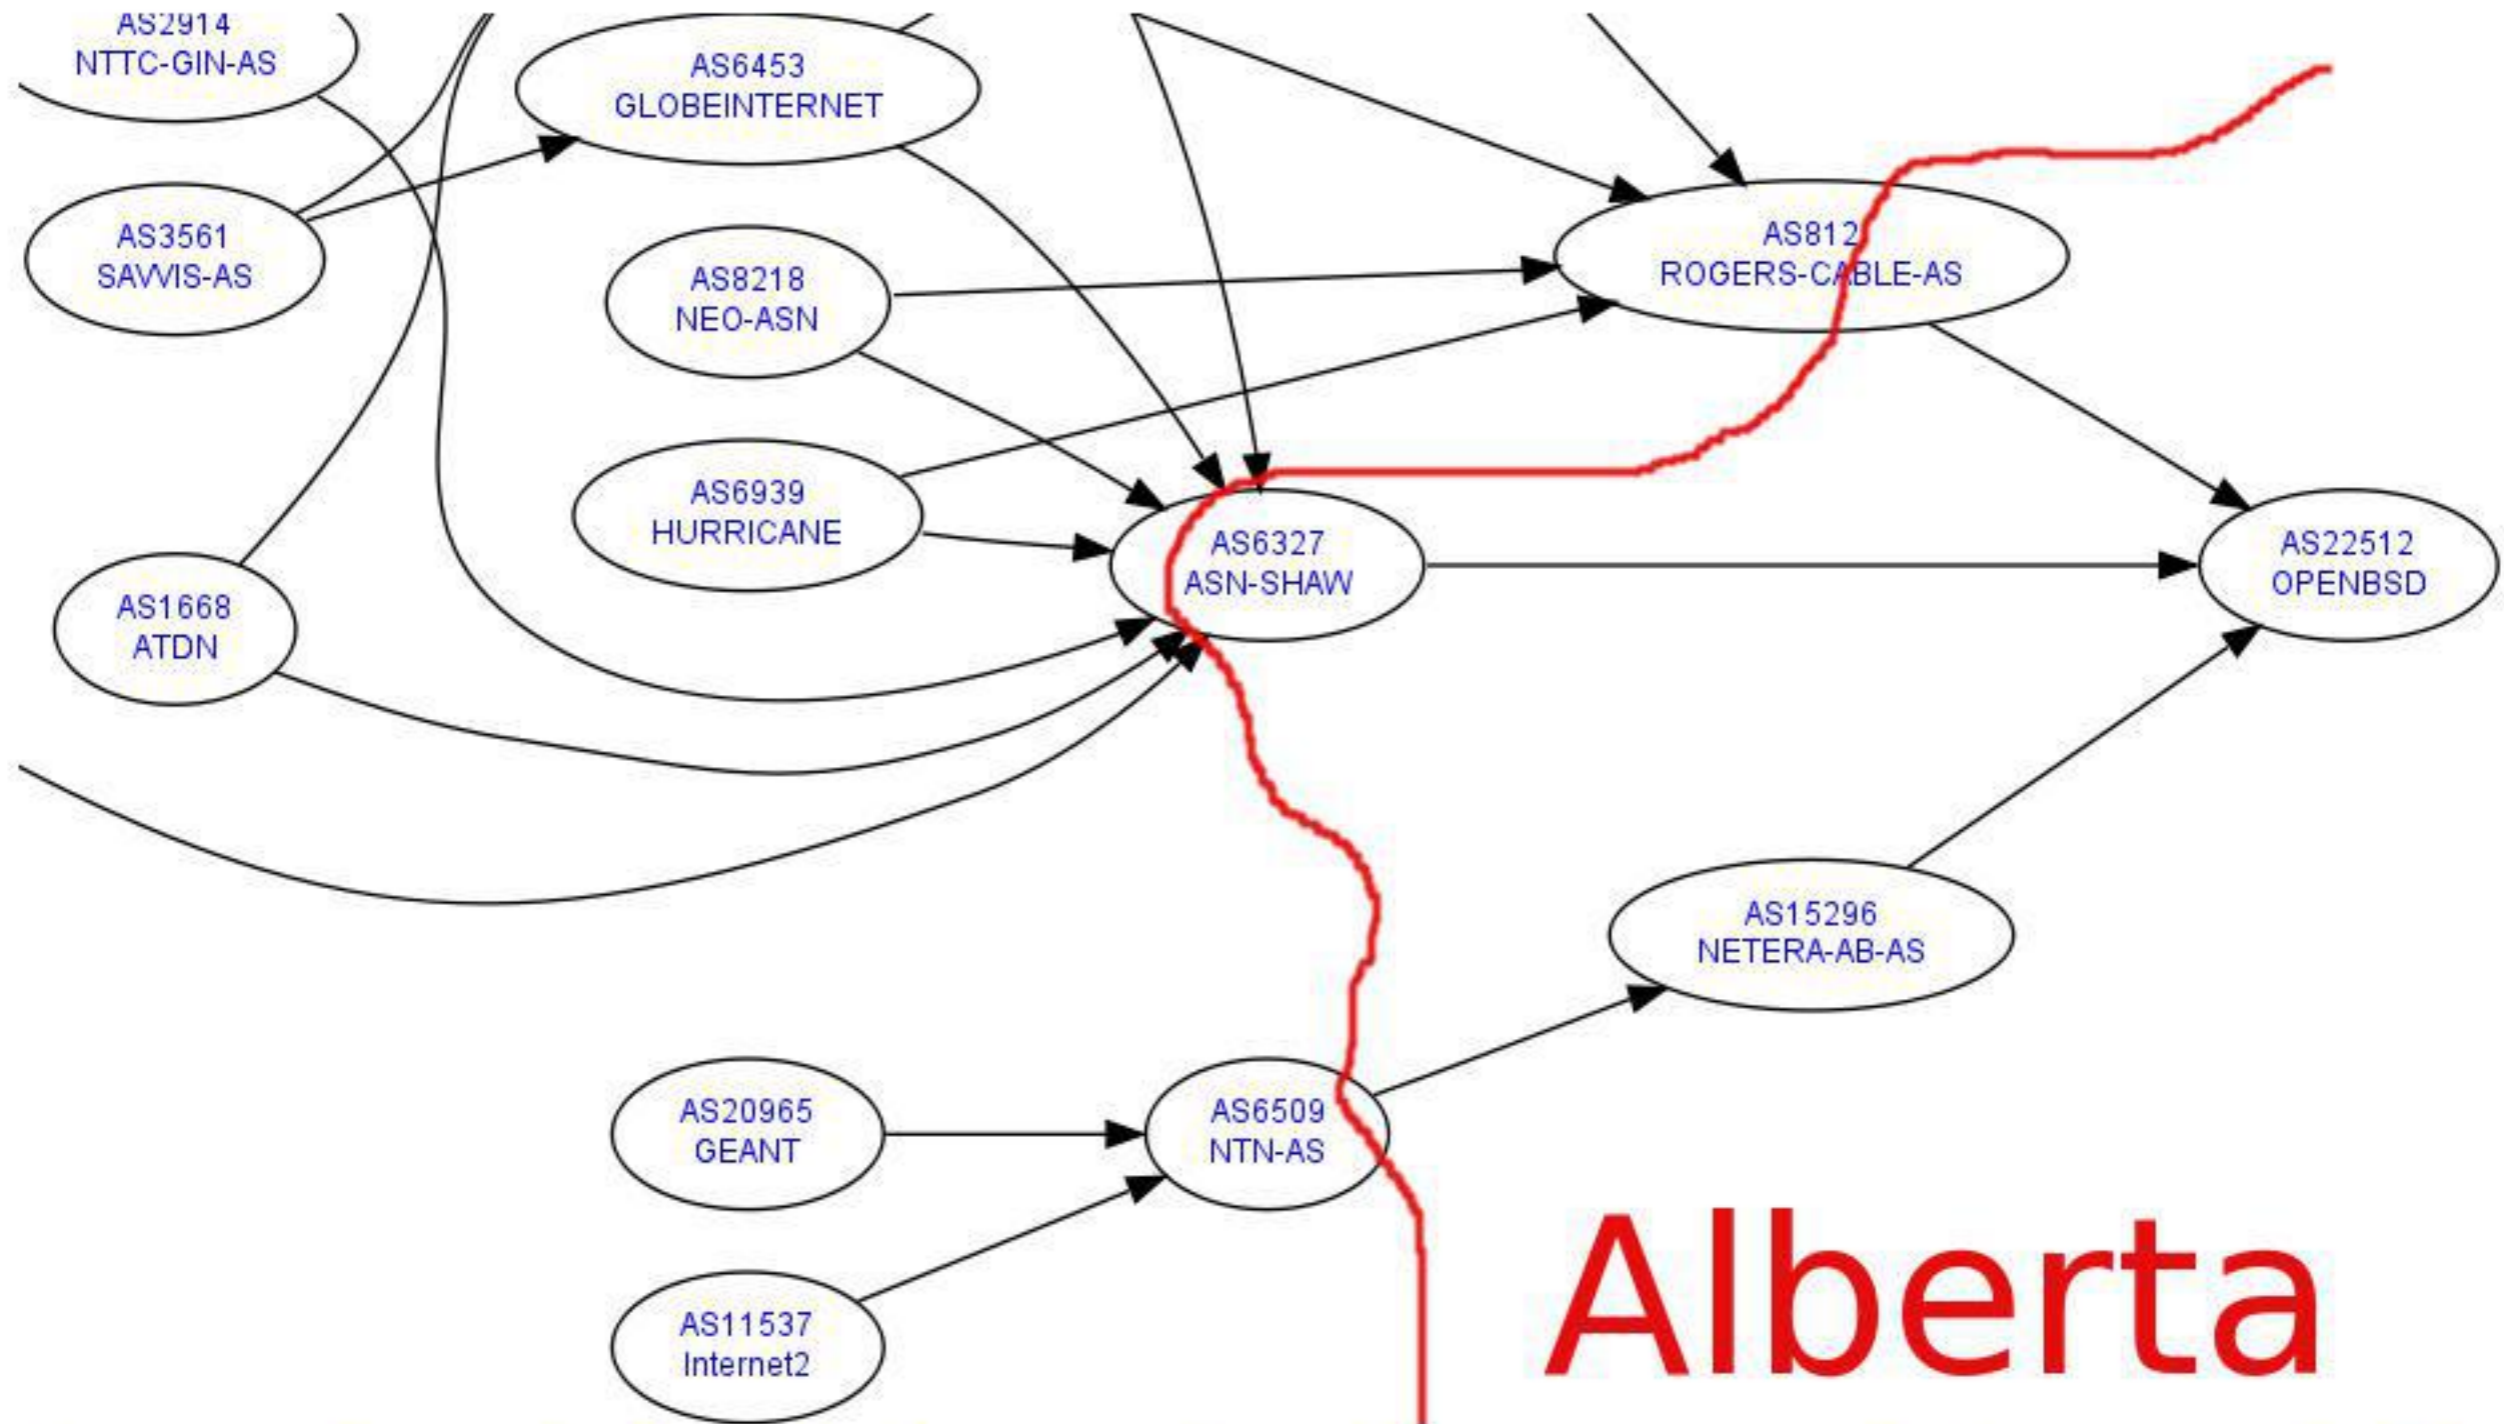 AS2914
NTTC-GIN-AS
AS6453
GLOBEINTERNET
AS3561
SAVVIS-AS
AS8218
NEO-ASN
AS812
ROGERS-CABLE-AS
AS6939
HURRICANE
AS6327
ASN-SHAW
AS22512
OPENBSD
AS1668
ATDN
AS15296
NETERA-AB-AS
AS20965
GEANT
AS6509
NTN-AS
AS11537
Internet2
Alberta